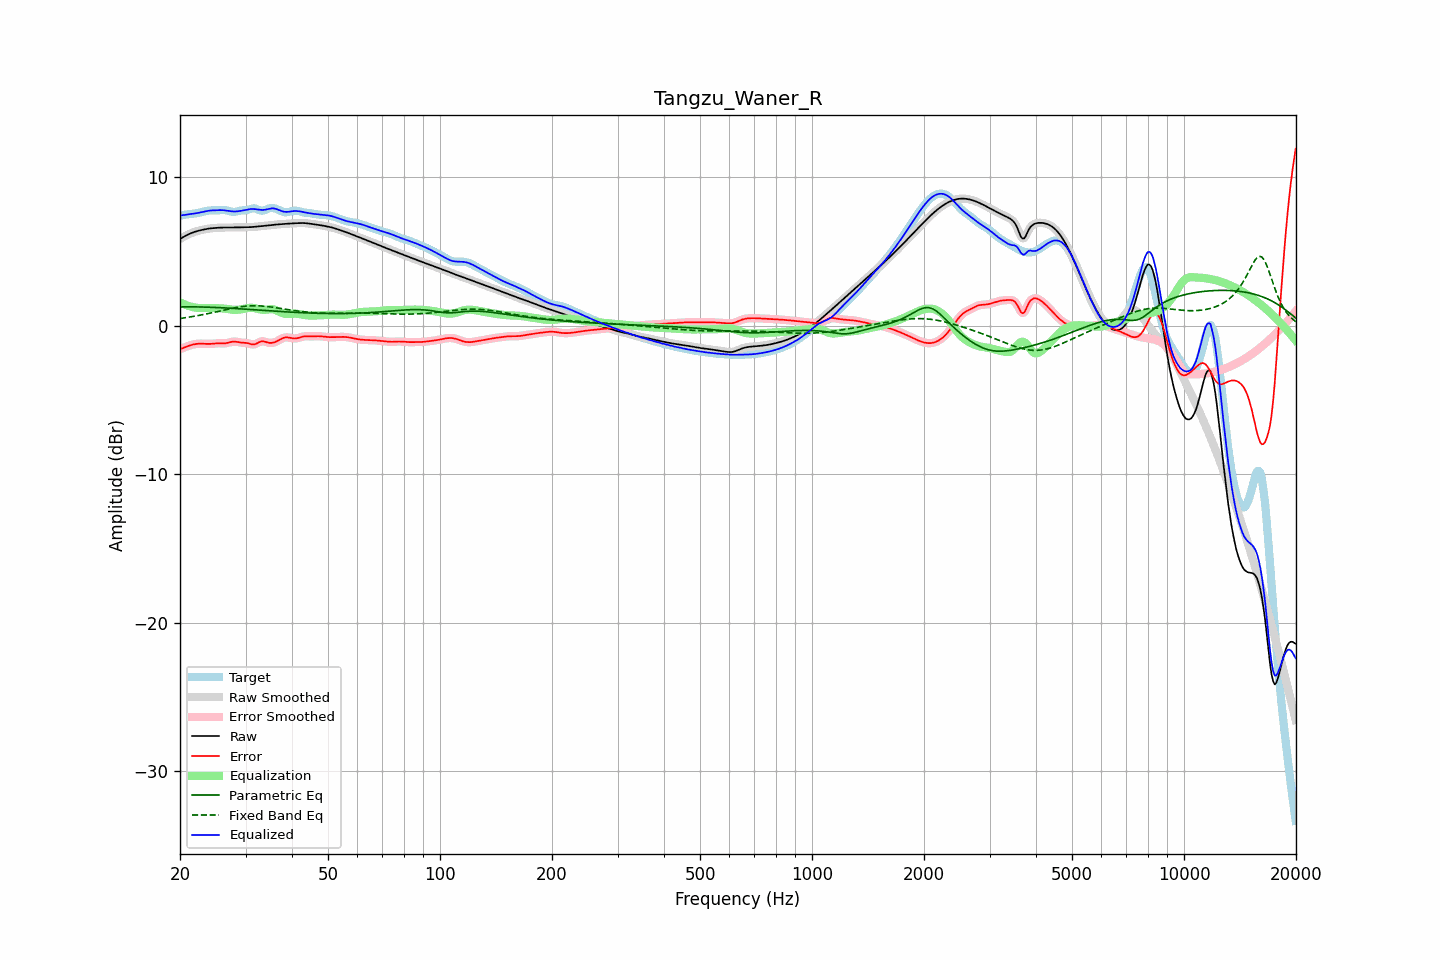 Tangzu_Waner_R
10
0
−10
−20
−30
Amplitude (dBr)
Target
Raw Smoothed
Error Smoothed
Raw
Error
Equalization
Parametric Eq
Fixed Band Eq
Equalized
20 50 100 200 500 1000 2000 5000 10000 20000
Frequency (Hz)